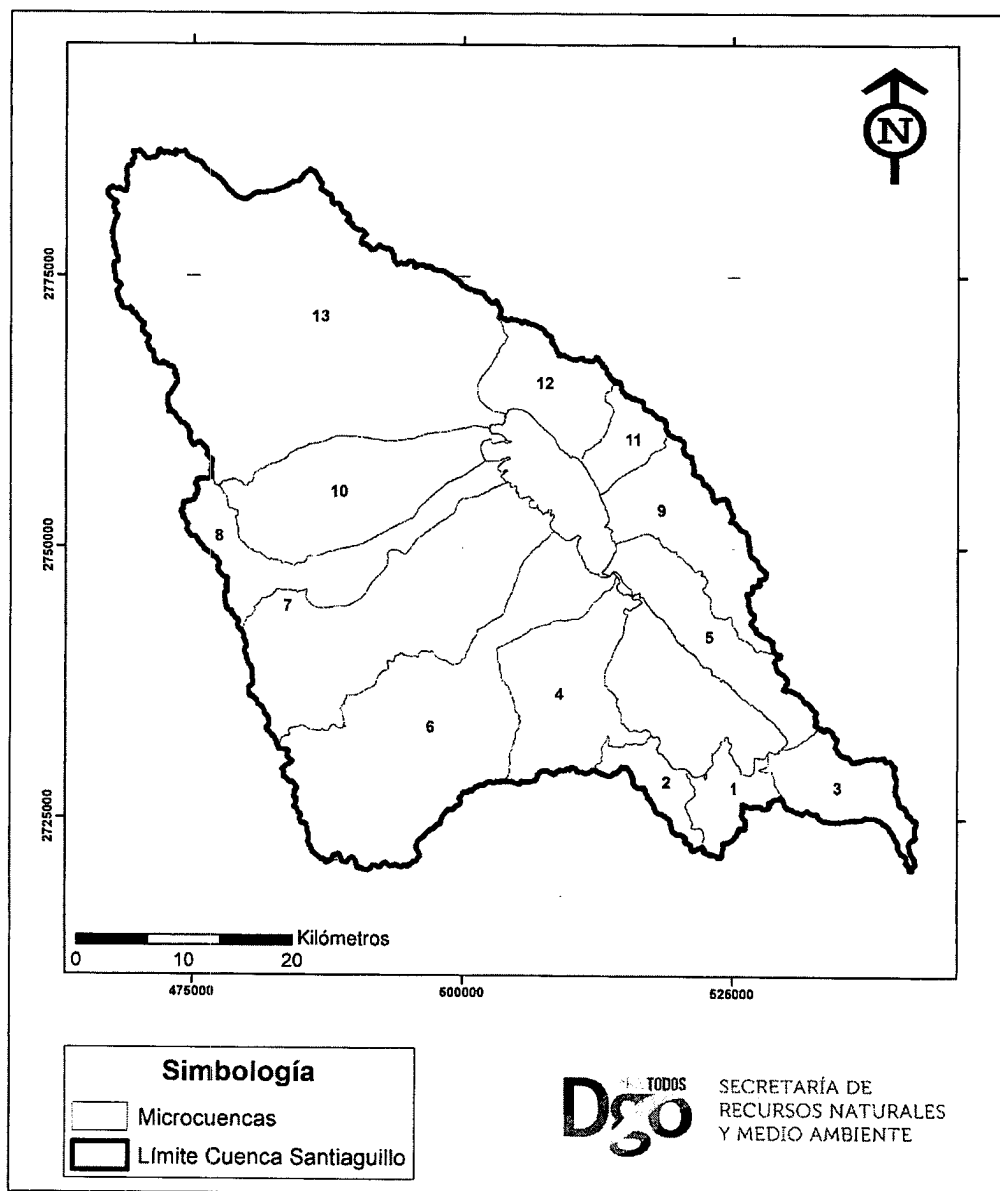 N
2775000
2750000
2725000
13
12
11
10
9
8
7
5
4
6
2
1
3
Kilómetros
0 10 20
475000 500000 525000
Simbología
Microcuencas
Límite Cuenca Santiaguillo
TODOS
Dgo
SECRETARÍA DE
RECURSOS NATURALES
Y MEDIO AMBIENTE